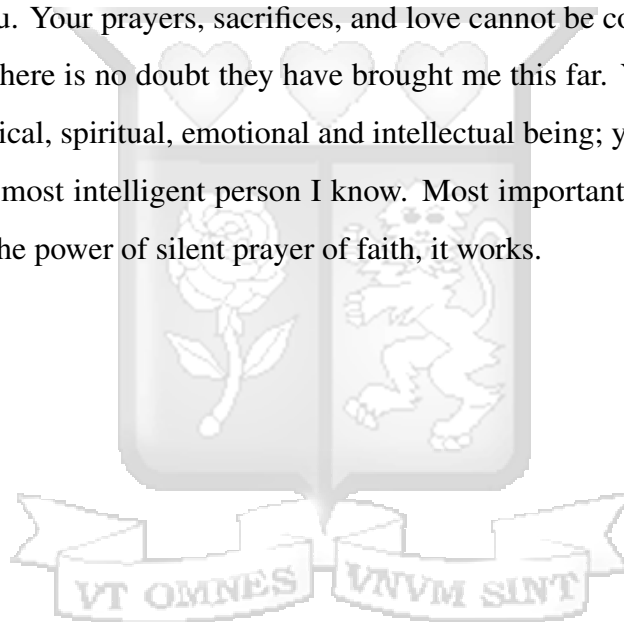 u. Your prayers, sacrifices, and love cannot be co
here is no doubt they have brought me this far.
ical, spiritual, emotional and intellectual being; y
most intelligent person I know. Most important
he power of silent prayer of faith, it works.
VT OMNES VNVM SINT